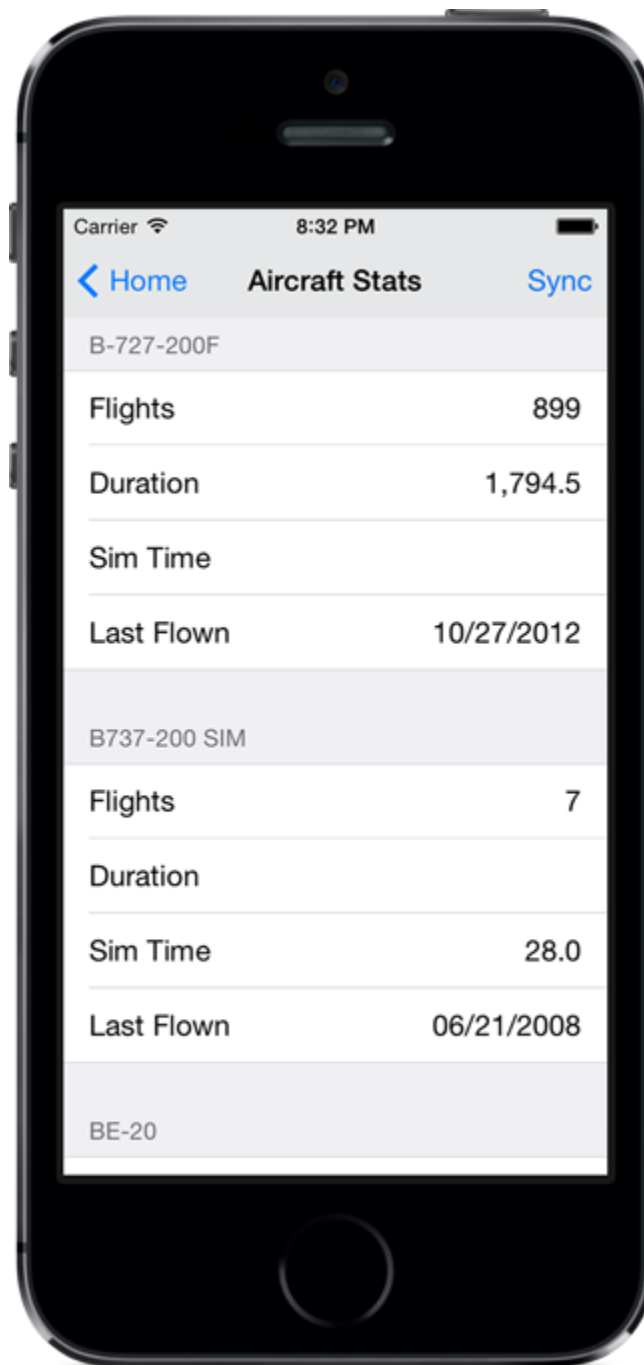 Carrier 8:32 PM
Home Aircraft Stats Sync
B-727-200F
Flights 899
Duration 1,794.5
Sim Time
Last Flown 10/27/2012
B737-200 SIM
Flights 7
Duration
Sim Time 28.0
Last Flown 06/21/2008
BE-20